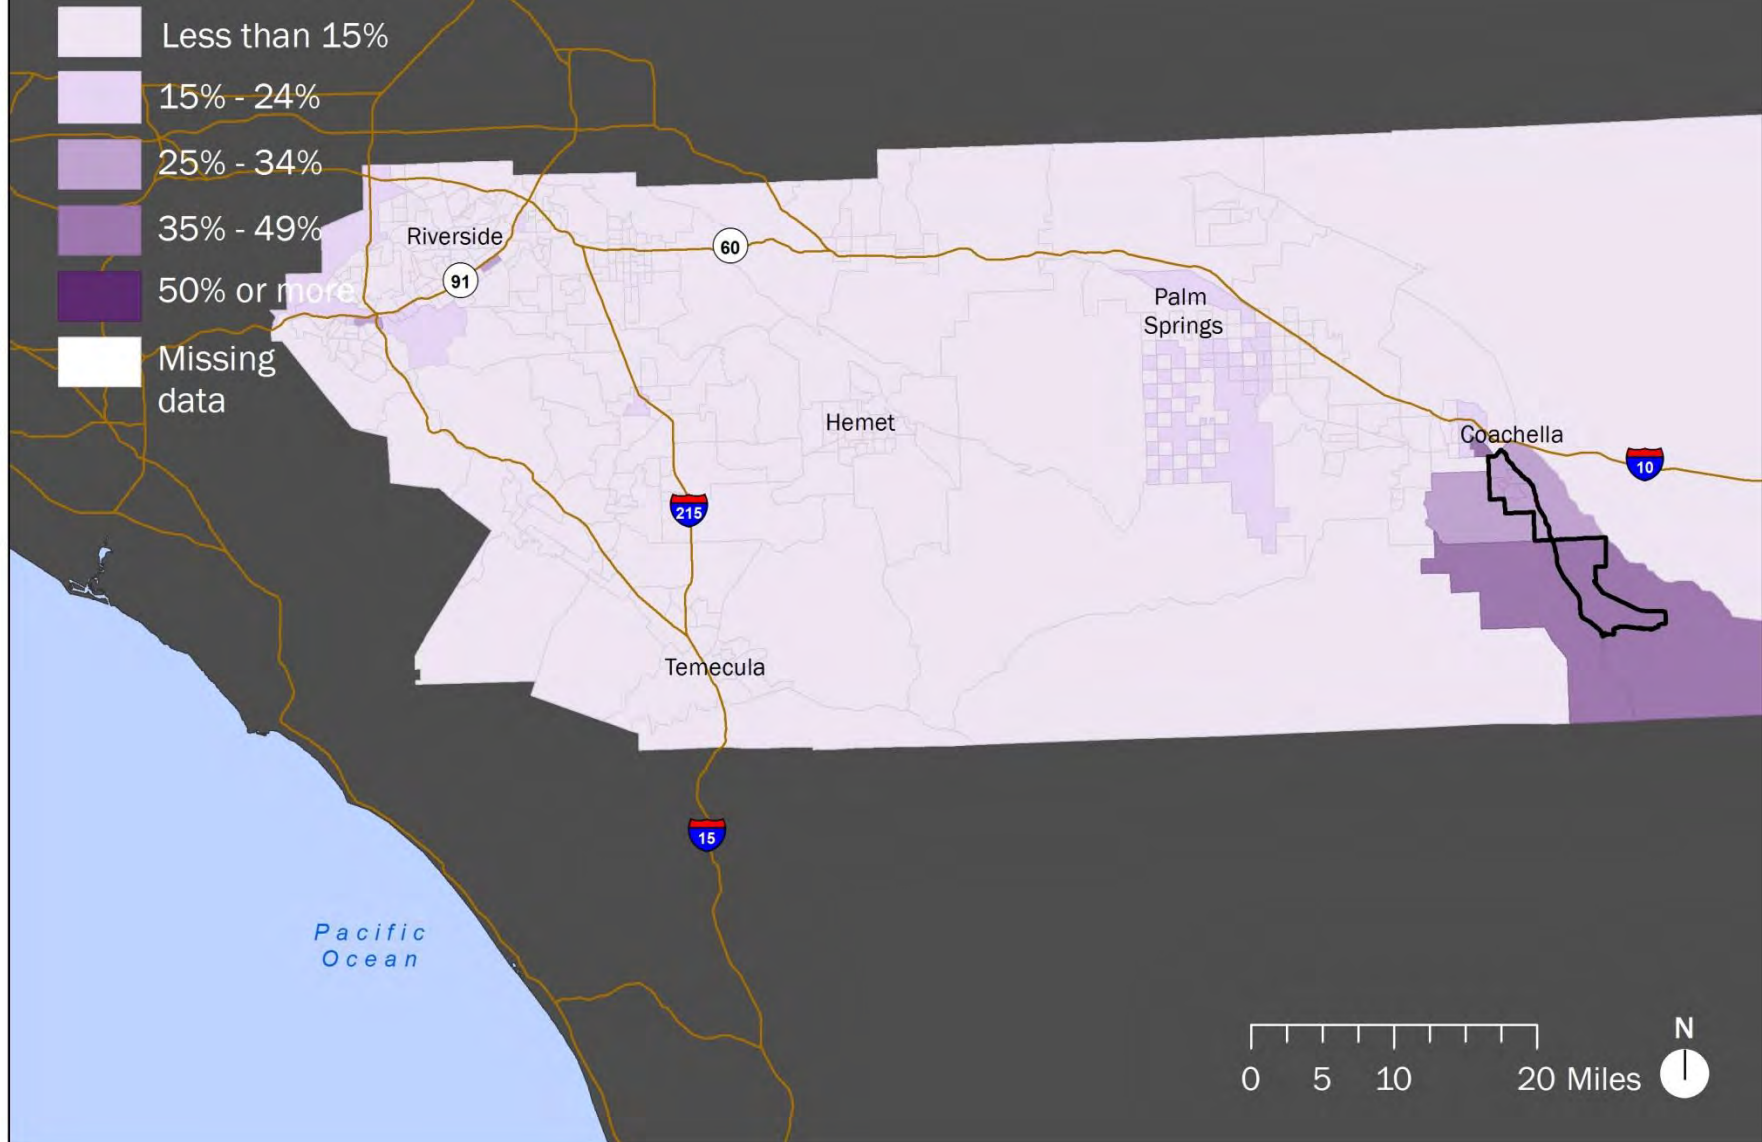 Less than 15%
15% - 24%
25% - 34%
35% - 49%
50% or more
Missing
data
Riverside
91
60
Palm
Springs
Hemet
Coachella
10
215
Temecula
15
Pacific
Ocean
N
0 5 10 20 Miles